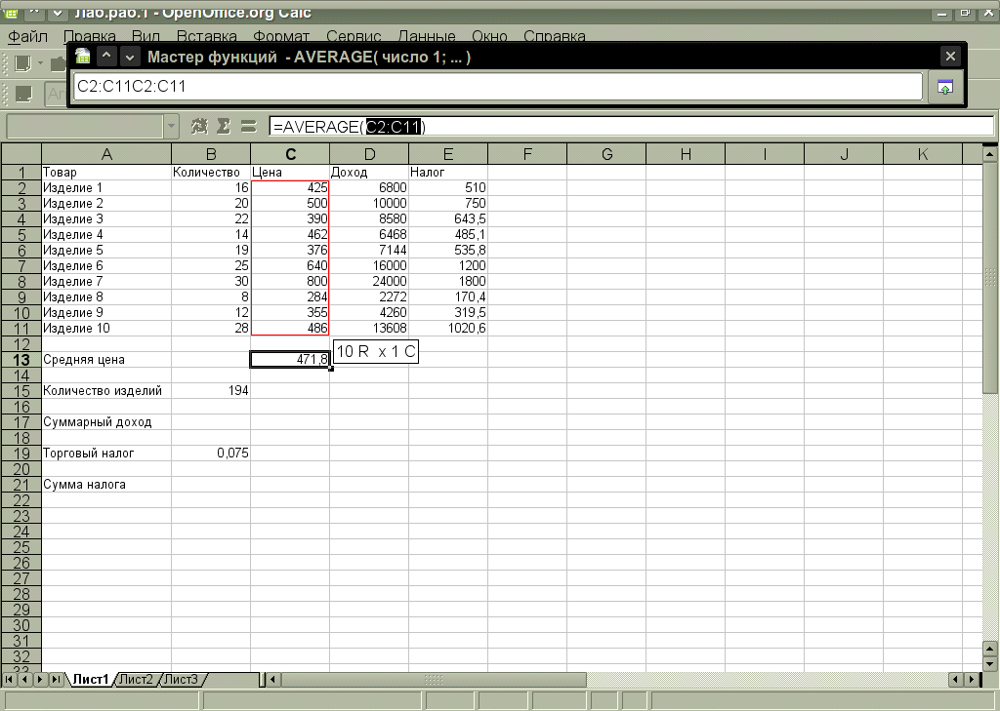 Лаб.раб.1 - OpenOffice.org Calc
Файл Правка Вид Вставка Формат Сервис Данные Окно Справка
Мастер функций - AVERAGE( число 1; ... )
C2:C11C2:C11
=AVERAGE(C2:C11)
A B C D E F G H I J K
1 Товар Количество Цена Доход Налог
2 Изделие 1 16 425 6800 510
3 Изделие 2 20 500 10000 750
4 Изделие 3 22 390 8580 643,5
5 Изделие 4 14 462 6468 485,1
6 Изделие 5 19 376 7144 535,8
7 Изделие 6 25 640 16000 1200
8 Изделие 7 30 800 24000 1800
9 Изделие 8 8 284 2272 170,4
10 Изделие 9 12 355 4260 319,5
11 Изделие 10 28 486 13608 1020,6
12
10 R x 1 C
13 Средняя цена 471,8
14
15 Количество изделий 194
16
17 Суммарный доход
18
19 Торговый налог 0,075
20
21 Сумма налога
22
23
24
25
26
27
28
29
30
31
32
33
Лист1 Лист2 Лист3